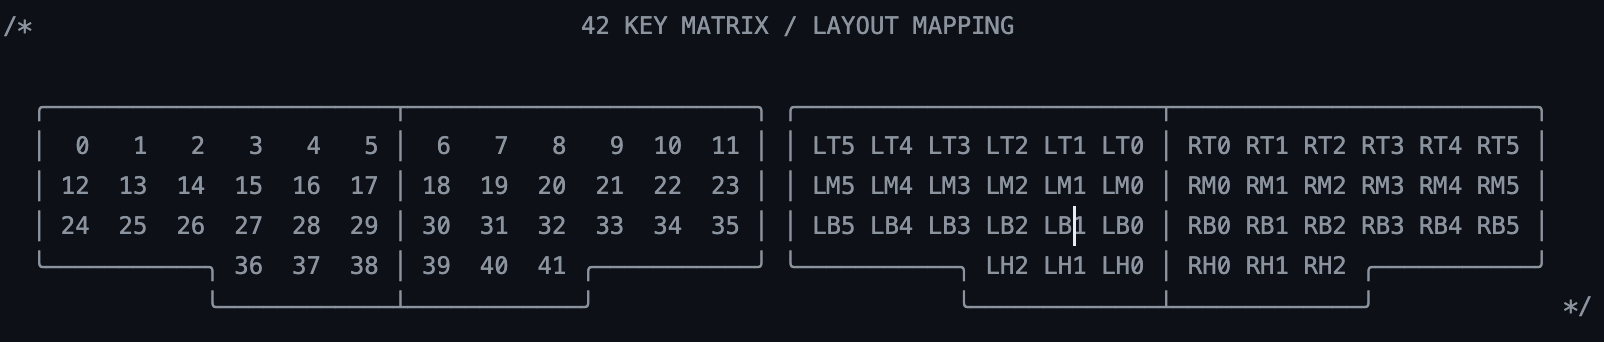 /* 42 KEY MATRIX / LAYOUT MAPPING
╭────────────────────────┬────────────────────────╮ ╭─────────────────────────┬─────────────────────────╮
│  0   1   2   3   4   5 │  6   7   8   9  10  11 │ │ LT5 LT4 LT3 LT2 LT1 LT0 │ RT0 RT1 RT2 RT3 RT4 RT5 │
│ 12  13  14  15  16  17 │ 18  19  20  21  22  23 │ │ LM5 LM4 LM3 LM2 LM1 LM0 │ RM0 RM1 RM2 RM3 RM4 RM5 │
│ 24  25  26  27  28  29 │ 30  31  32  33  34  35 │ │ LB5 LB4 LB3 LB2 LB1 LB0 │ RB0 RB1 RB2 RB3 RB4 RB5 │
╰───────────╮ 36  37  38 │ 39  40  41 ╭───────────╯ ╰───────────╮ LH2 LH1 LH0 │ RH0 RH1 RH2 ╭───────────╯
            ╰────────────┴────────────╯                         ╰─────────────┴─────────────╯             */